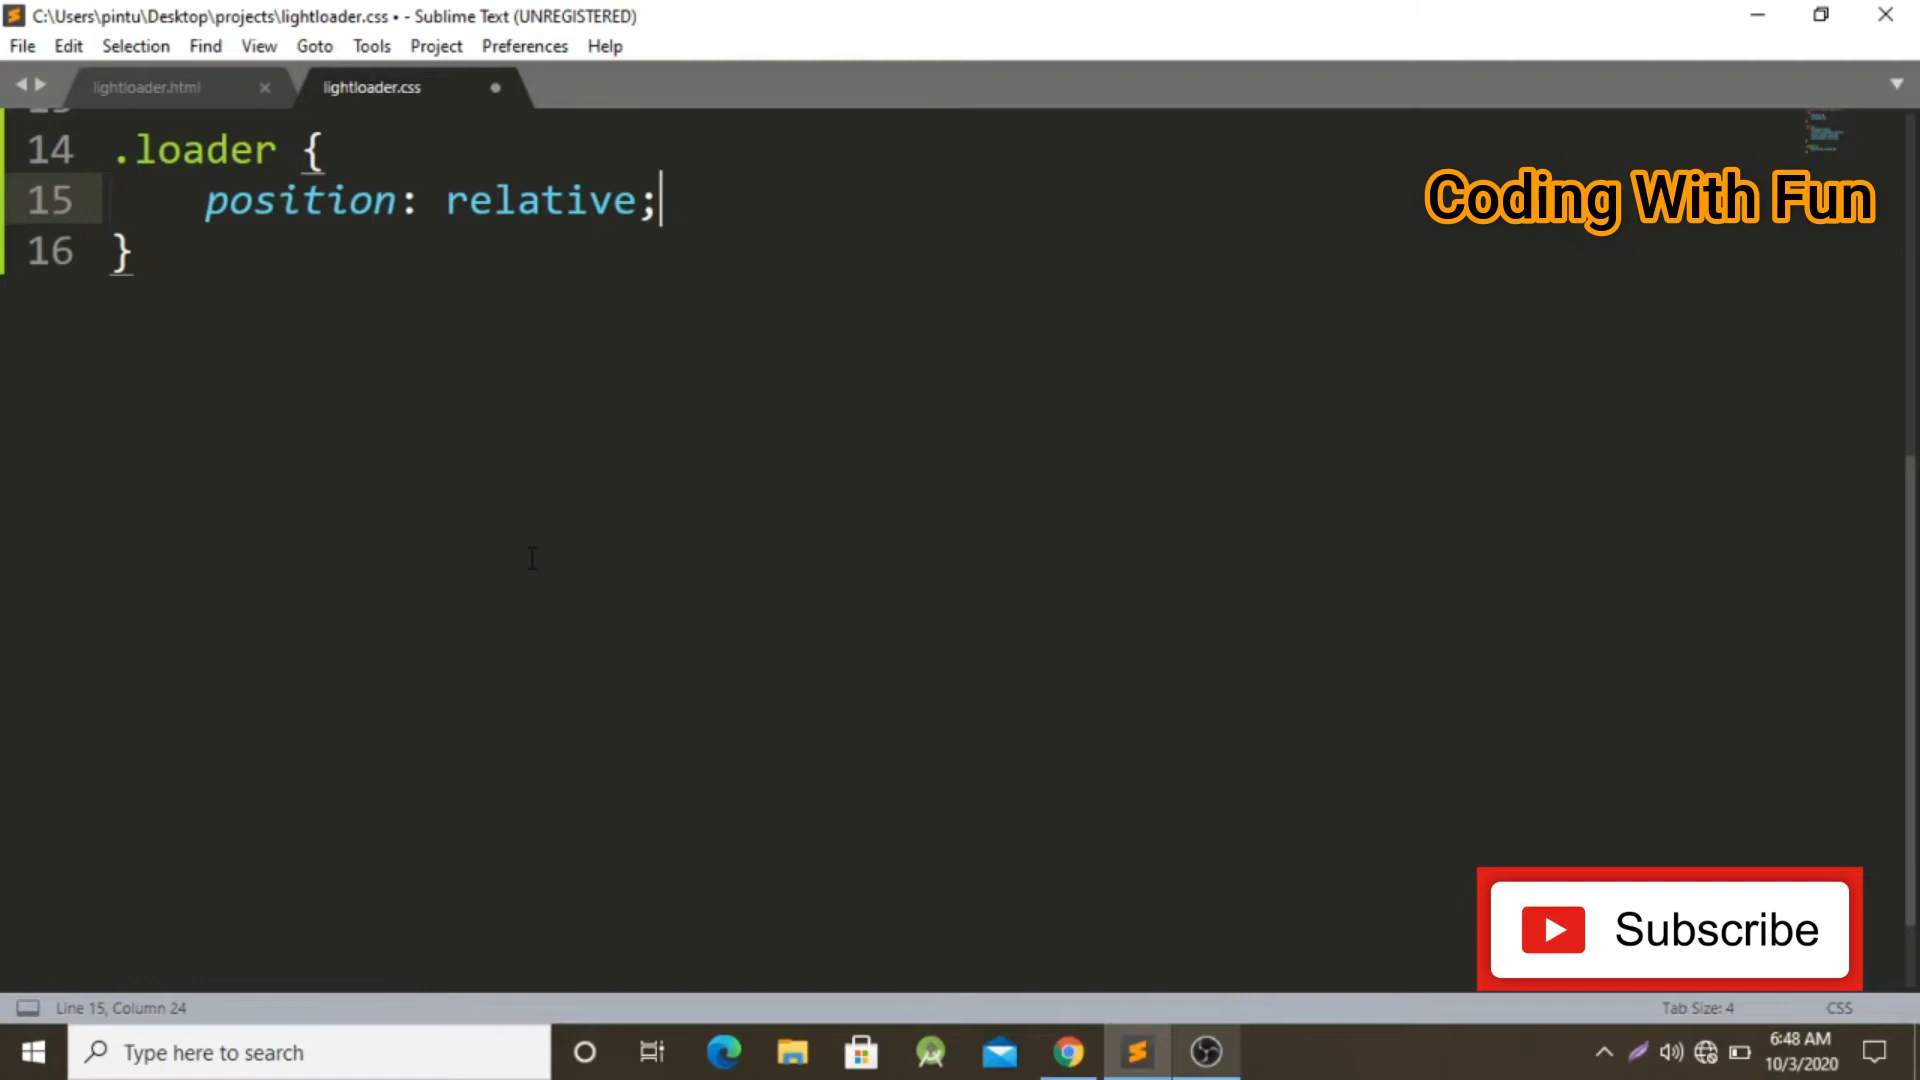 C:\Users\pintu\Desktop\projects\lightloader.css • - Sublime Text (UNREGISTERED)
File Edit Selection Find View Goto Tools Project Preferences Help
lightloader.html
lightloader.css
14 .loader {
15 position: relative;
16 }
Coding With Fun
Subscribe
Line 15, Column 24
Tab Size: 4
CSS
Type here to search
6:48 AM
10/3/2020